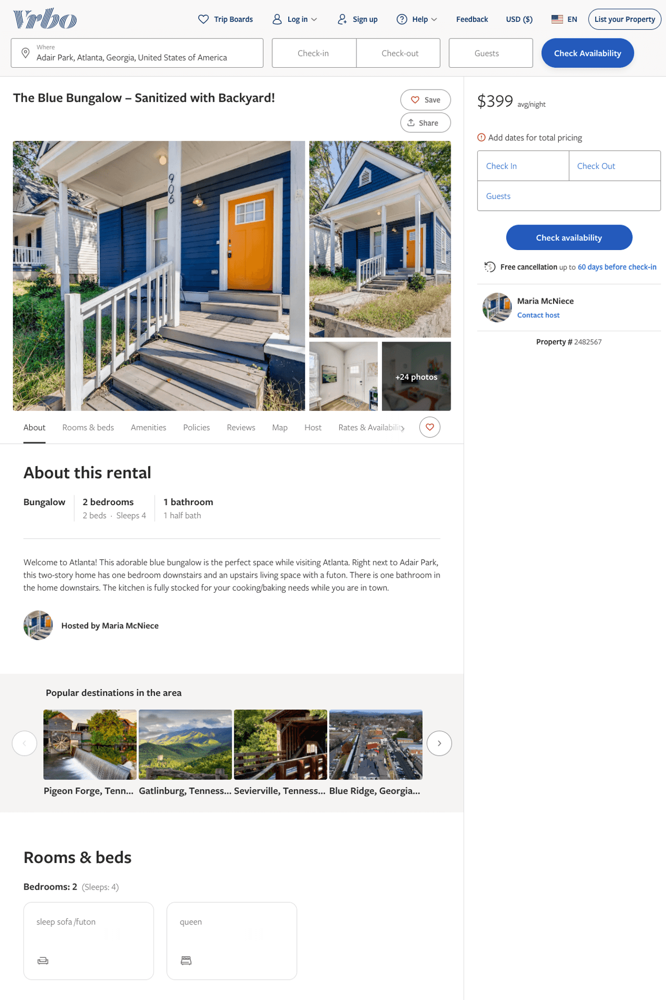 Vrbo
Trip Boards
Log in
Sign up
Help
Feedback
USD ($)
EN
List your Property
Where
Adair Park, Atlanta, Georgia, United States of America
Check-in
Check-out
Guests
Check Availability
The Blue Bungalow – Sanitized with Backyard!
Save
Share
$399 avg/night
Add dates for total pricing
Check In
Check Out
Guests
Check availability
Free cancellation up to 60 days before check-in
Maria McNiece
Contact host
Property # 2482567
906
+24 photos
About
Rooms & beds
Amenities
Policies
Reviews
Map
Host
Rates & Availability
About this rental
Bungalow
2 bedrooms
2 beds · Sleeps 4
1 bathroom
1 half bath
Welcome to Atlanta! This adorable blue bungalow is the perfect space while visiting Atlanta. Right next to Adair Park,
this two-story home has one bedroom downstairs and an upstairs living space with a futon. There is one bathroom in
the home downstairs. The kitchen is fully stocked for your cooking/baking needs while you are in town.
Hosted by Maria McNiece
Popular destinations in the area
Pigeon Forge, Tenn...
Gatlinburg, Tenness...
Sevierville, Tenness...
Blue Ridge, Georgia...
Rooms & beds
Bedrooms: 2 (Sleeps: 4)
sleep sofa /futon
queen